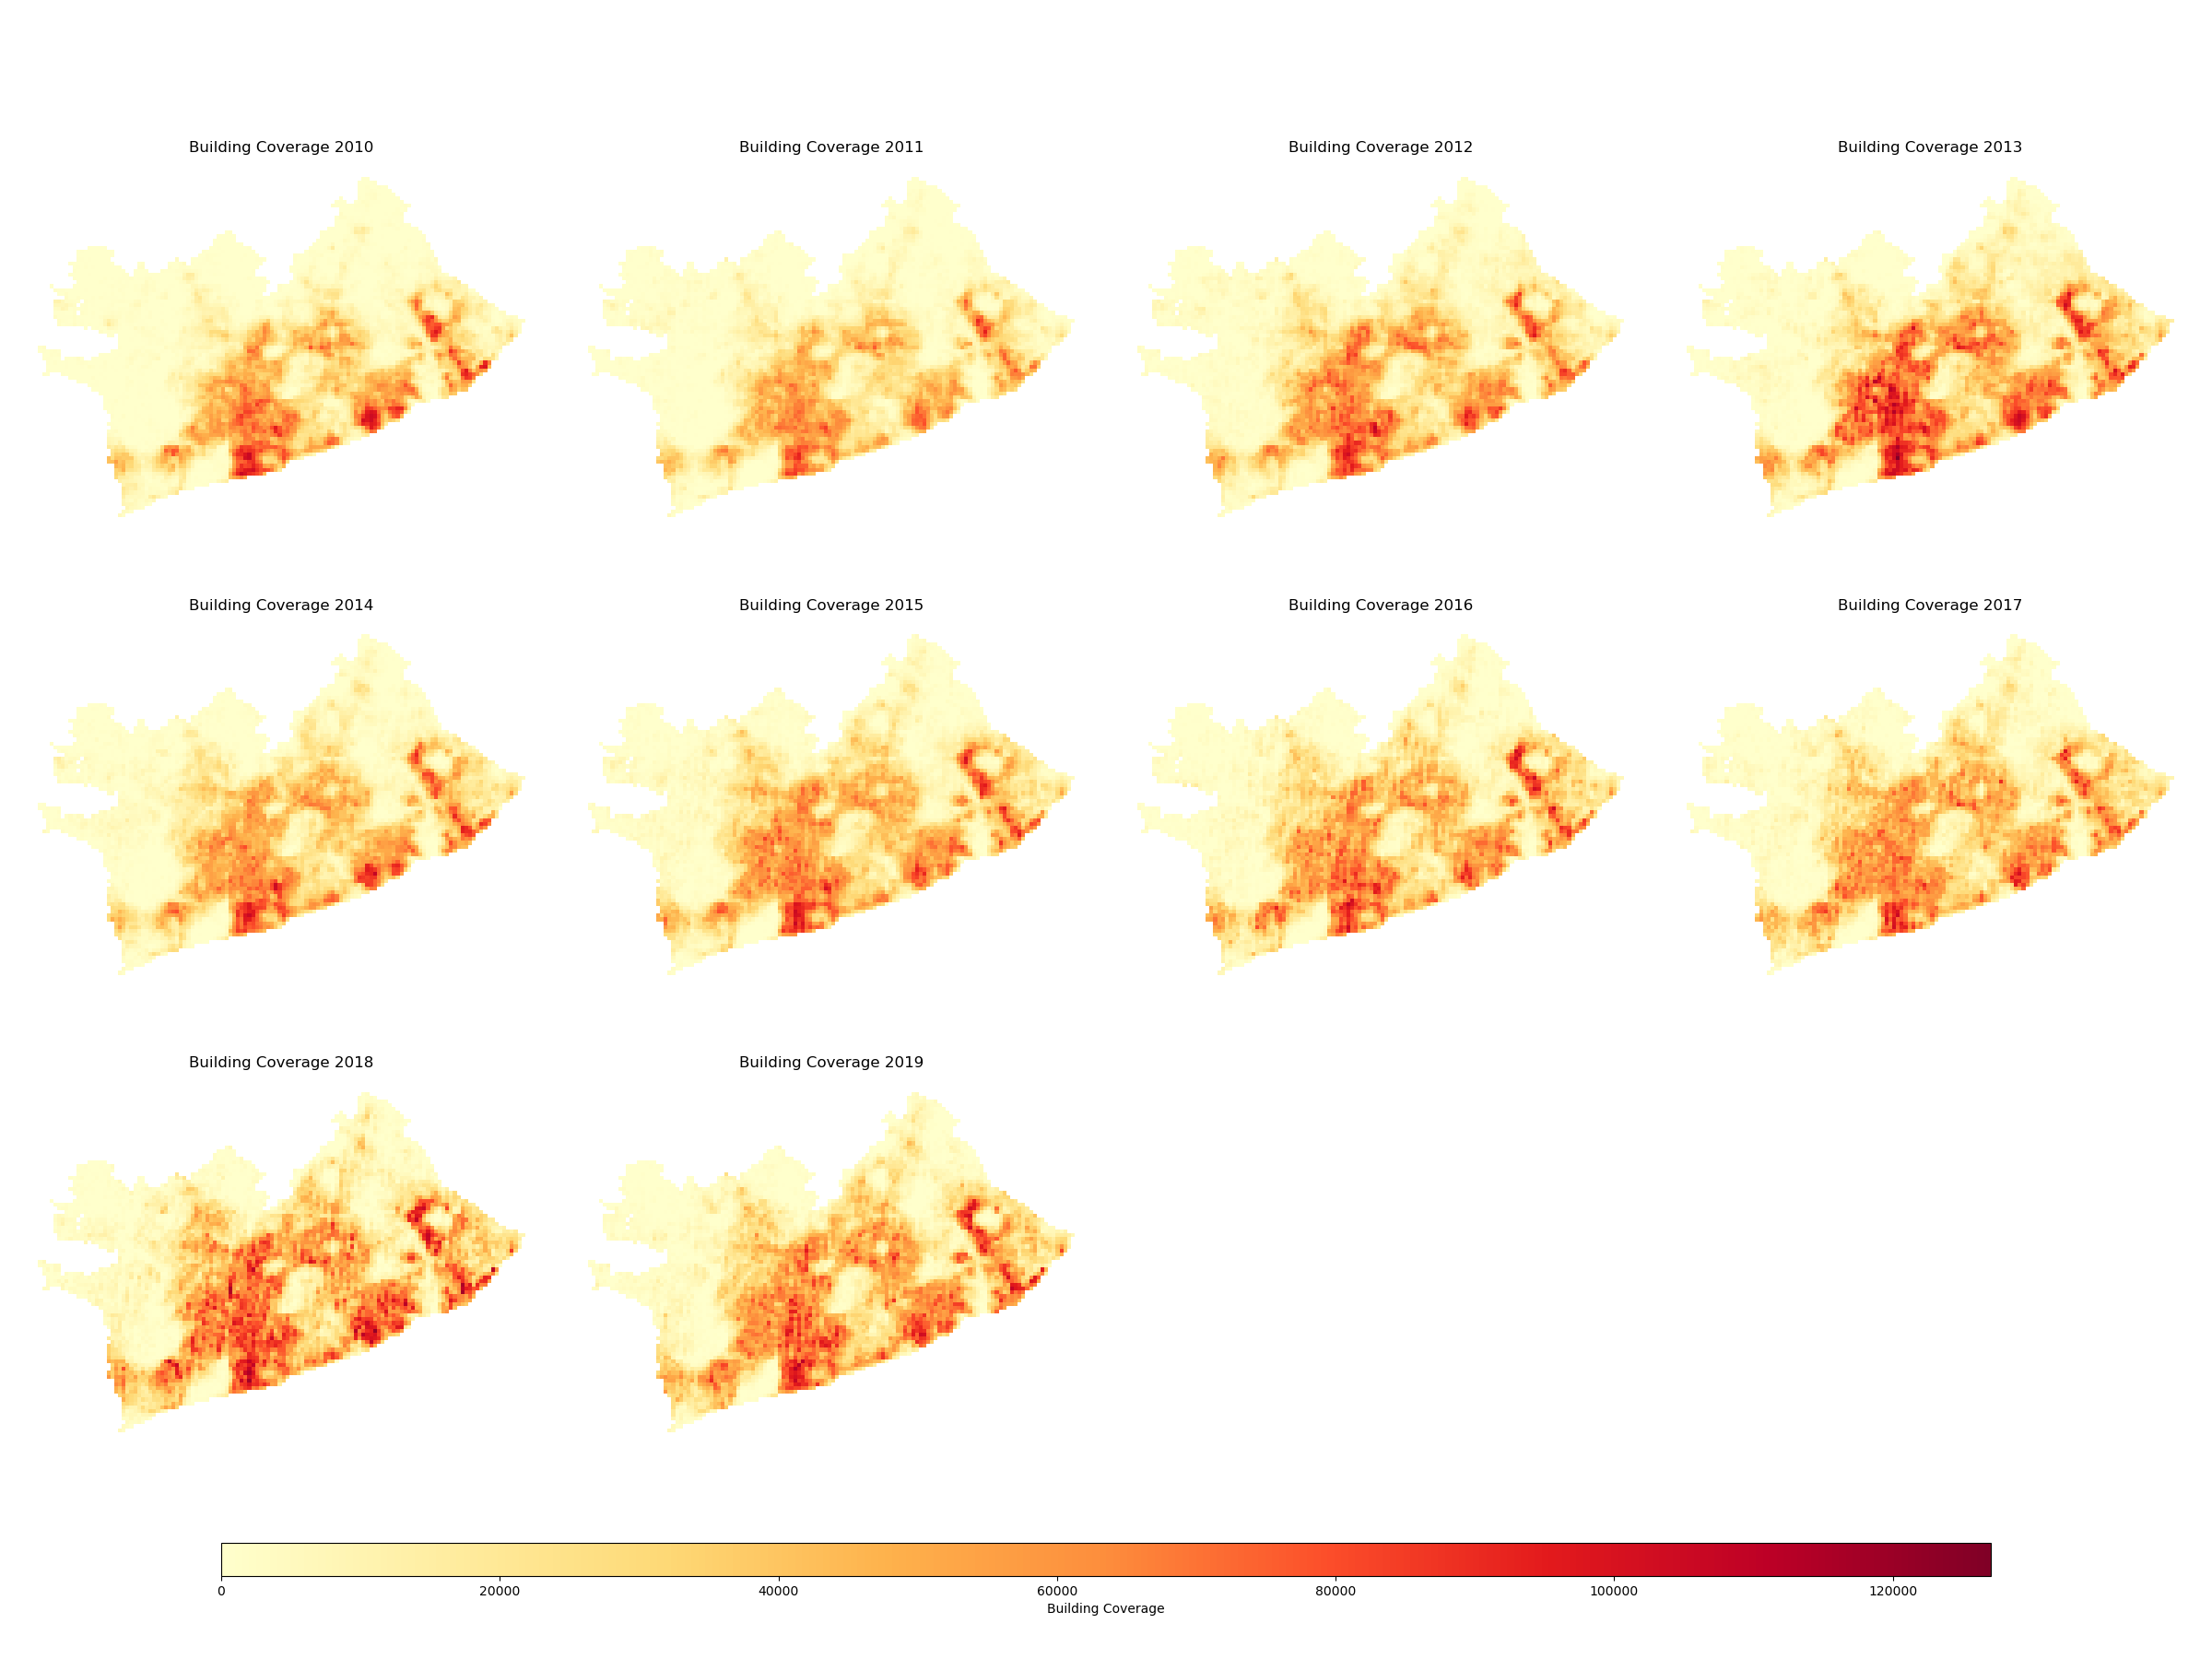 Building Coverage 2010
Building Coverage 2011
Building Coverage 2012
Building Coverage 2013
Building Coverage 2014
Building Coverage 2015
Building Coverage 2016
Building Coverage 2017
Building Coverage 2018
Building Coverage 2019
0 20000 40000 60000 80000 100000 120000
Building Coverage